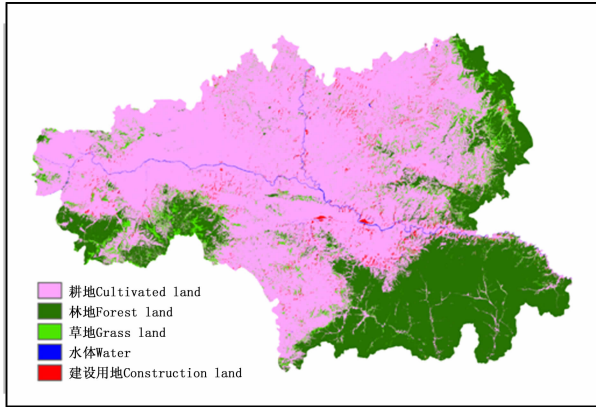 耕地Cultivated land
林地Forest land
草地Grass land
水体Water
建设用地Construction land